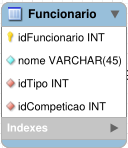 Funcionario
idFuncionario INT
nome VARCHAR(45)
idTipo INT
idCompeticao INT
Indexes